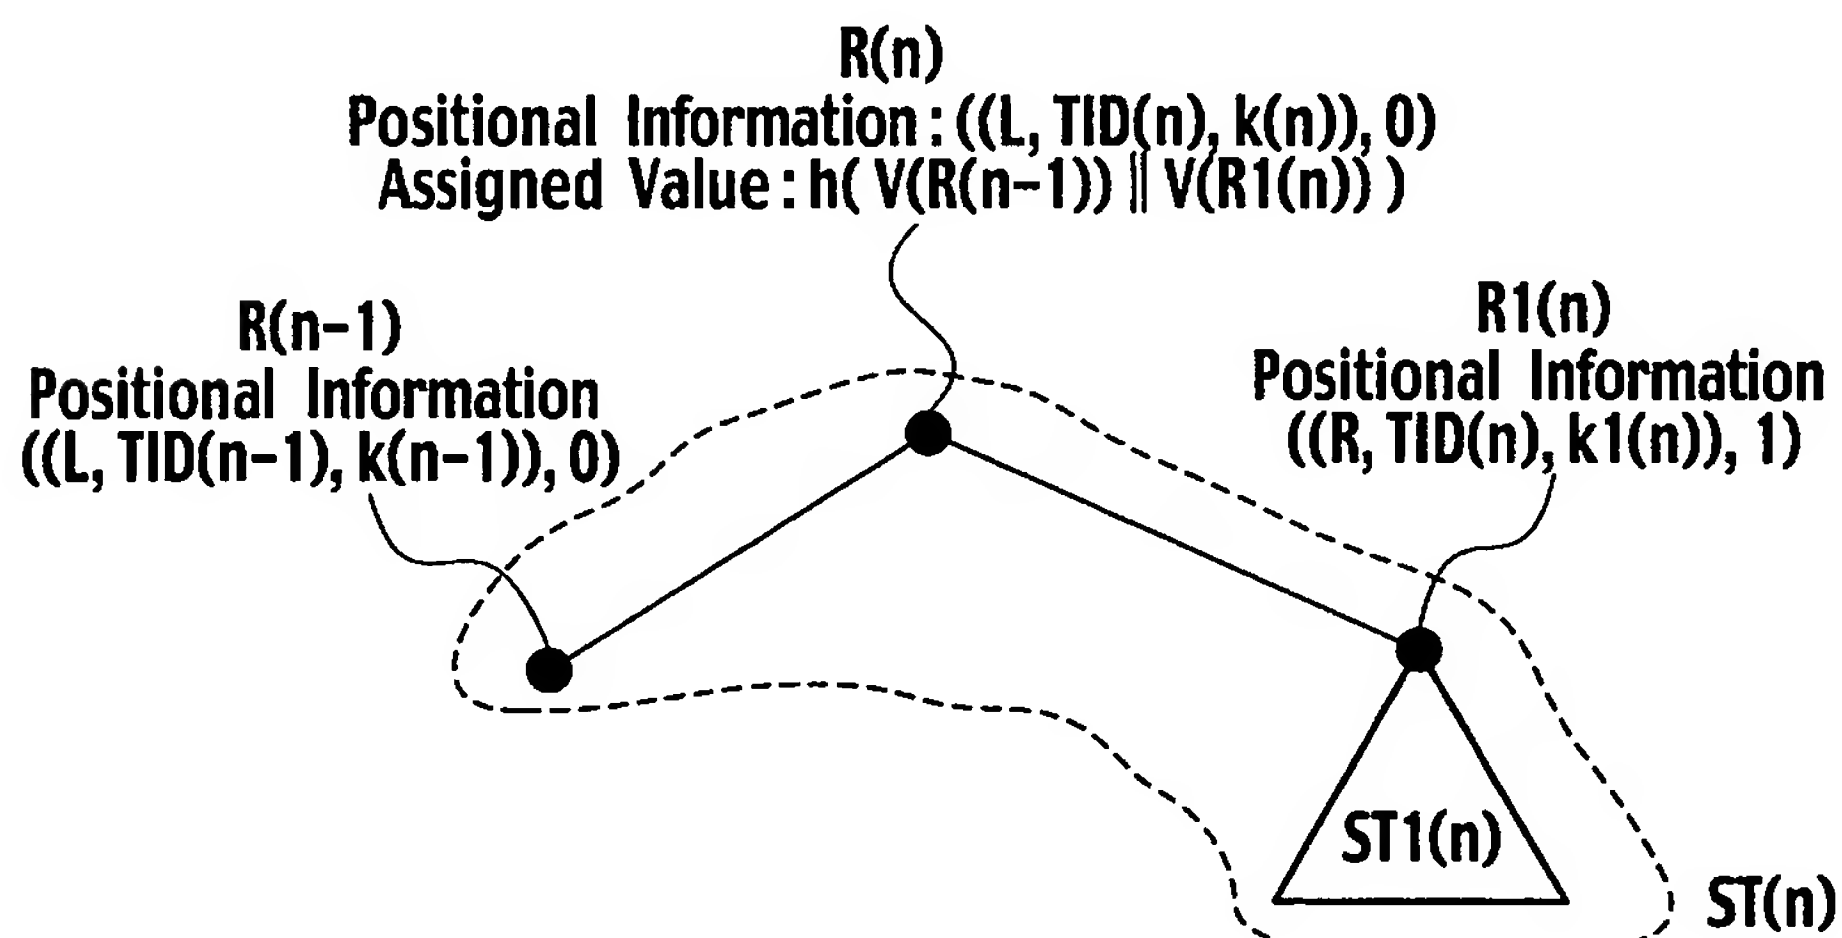 R(n)
Positional Information : ((L, TID(n), k(n)), 0)
Assigned Value : h( V(R(n-1)) || V(R1(n)) )
R(n-1)
Positional Information
((L, TID(n-1), k(n-1)), 0)
R1(n)
Positional Information
((R, TID(n), k1(n)), 1)
ST1(n)
ST(n)